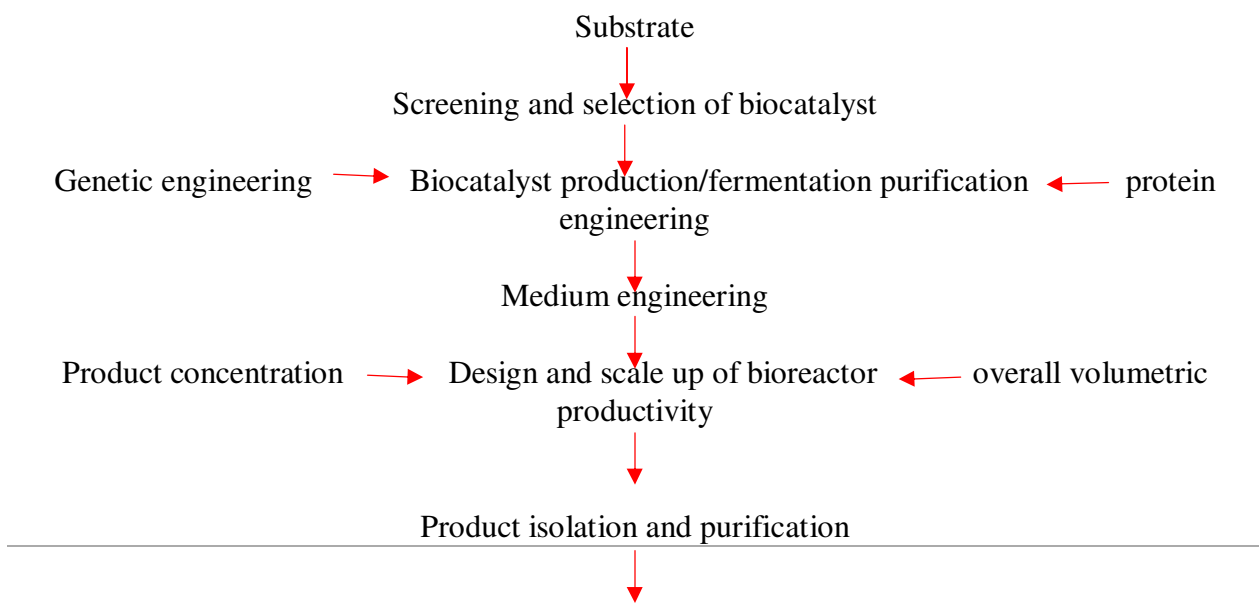 Substrate
Screening and selection of biocatalyst
Genetic engineering Biocatalyst production/fermentation purification protein
engineering
Medium engineering
Product concentration Design and scale up of bioreactor overall volumetric
productivity
Product isolation and purification